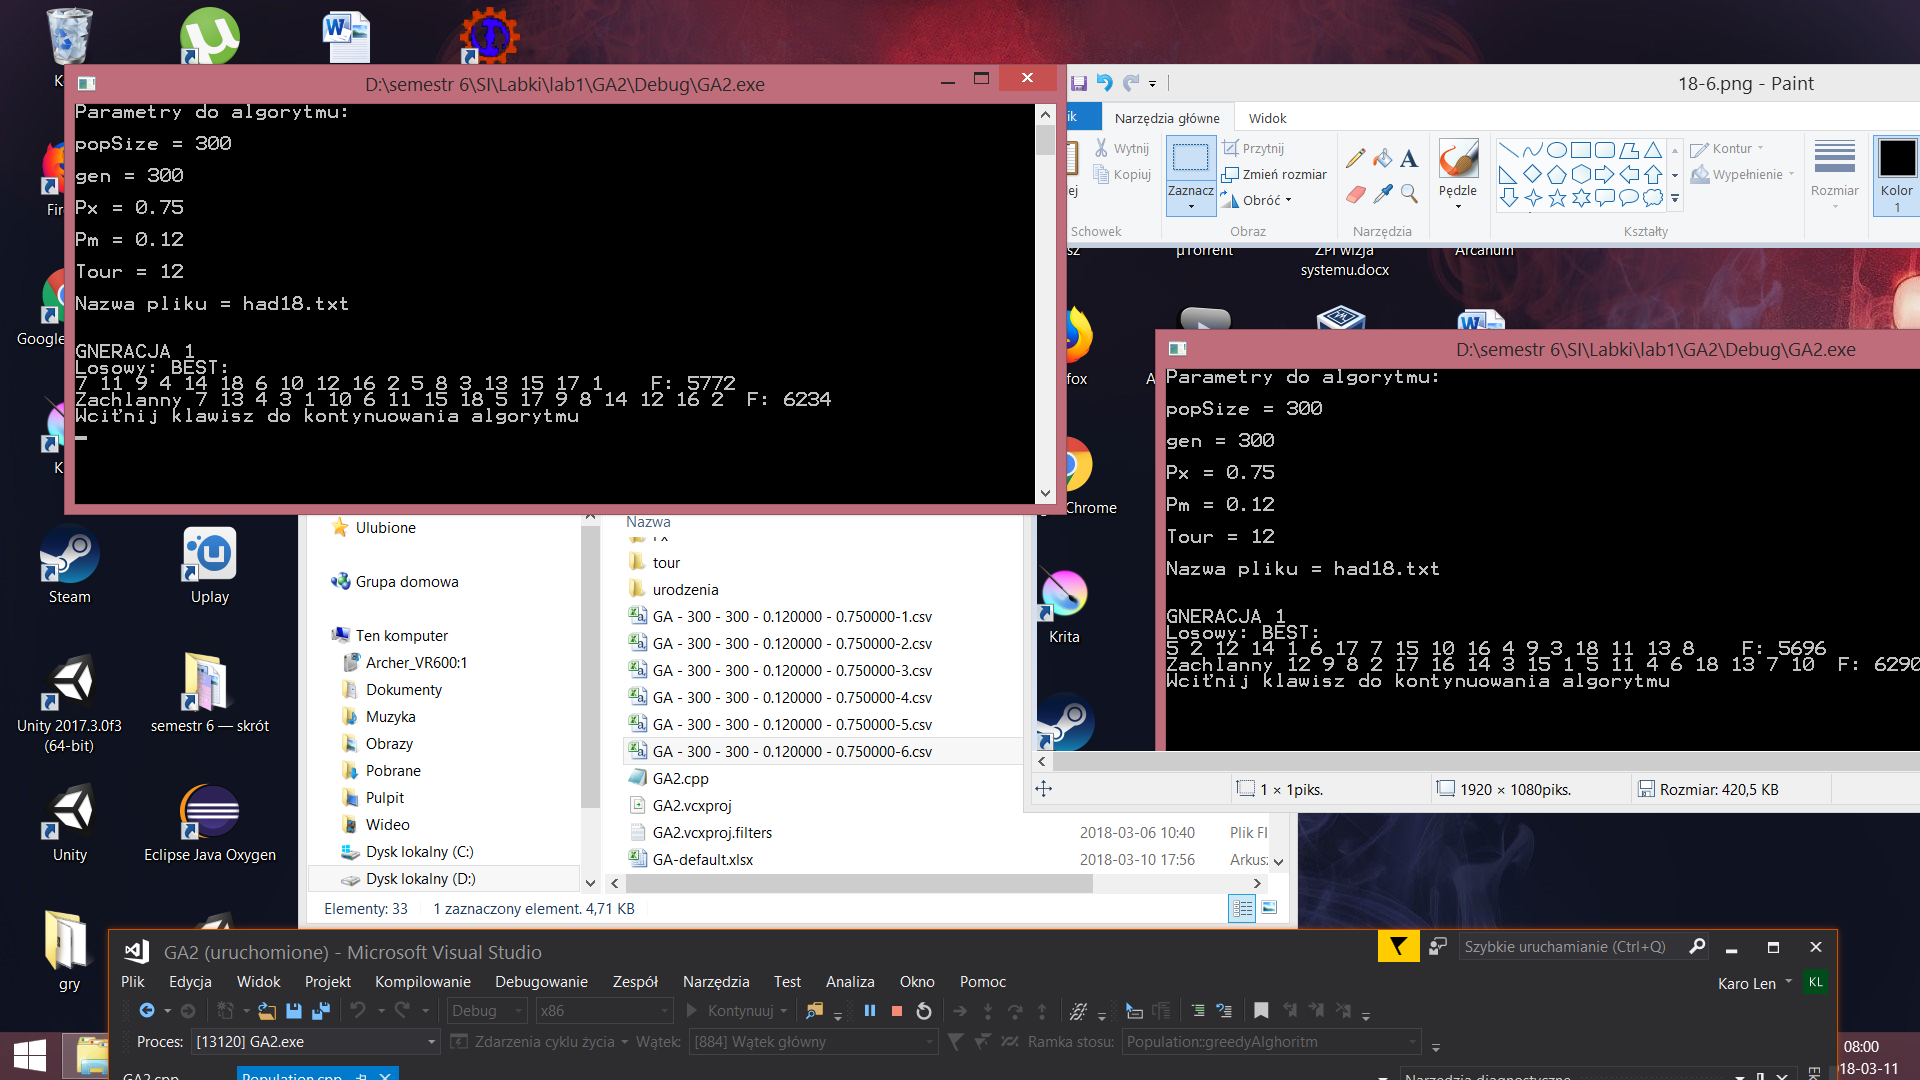 D:\semestr 6\SI\Labki\lab1\GA2\Debug\GA2.exe
Parametry do algorytmu:
popSize = 300
gen = 300
Px = 0.75
Pm = 0.12
Tour = 12
Nazwa pliku = had18.txt
GNERACJA 1
Losowy: BEST:
7 11 9 4 14 18 6 10 12 16 2 5 8 3 13 15 17 1 F: 5772
Zachlanny 7 13 4 3 1 10 6 11 15 18 5 17 9 8 14 12 16 2 F: 6234
Wciťnij klawisz do kontynuowania algorytmu
18-6.png - Paint
Narzędzia główne
Widok
Wytnij
Kopiuj
Schowek
Zaznacz
Przytnij
Zmień rozmiar
Obróć
Obraz
Narzędzia
Pędzle
Kształty
Kontur
Wypełnienie
Rozmiar
Kolor
1
µTorrent
ZPI wizja
systemu.docx
Arcanum
Chrome
Krita
D:\semestr 6\SI\Labki\lab1\GA2\Debug\GA2.exe
Parametry do algorytmu:
popSize = 300
gen = 300
Px = 0.75
Pm = 0.12
Tour = 12
Nazwa pliku = had18.txt
GNERACJA 1
Losowy: BEST:
5 2 12 14 1 6 17 7 15 10 16 4 9 3 18 11 13 8 F: 5696
Zachlanny 12 9 8 2 17 16 14 3 15 1 5 11 4 6 18 13 7 10 F: 6290
Wciťnij klawisz do kontynuowania algorytmu
1 × 1piks.
1920 × 1080piks.
Rozmiar: 420,5 KB
Google
Steam
Uplay
Unity 2017.3.0f3
(64-bit)
semestr 6 — skrót
Unity
Eclipse Java Oxygen
gry
Ulubione
Grupa domowa
Ten komputer
Archer_VR600:1
Dokumenty
Muzyka
Obrazy
Pobrane
Pulpit
Wideo
Dysk lokalny (C:)
Dysk lokalny (D:)
Nazwa
tour
urodzenia
GA - 300 - 300 - 0.120000 - 0.750000-1.csv
GA - 300 - 300 - 0.120000 - 0.750000-2.csv
GA - 300 - 300 - 0.120000 - 0.750000-3.csv
GA - 300 - 300 - 0.120000 - 0.750000-4.csv
GA - 300 - 300 - 0.120000 - 0.750000-5.csv
GA - 300 - 300 - 0.120000 - 0.750000-6.csv
GA2.cpp
GA2.vcxproj
GA2.vcxproj.filters 2018-03-06 10:40 Plik FI
GA-default.xlsx 2018-03-10 17:56 Arkusz
Elementy: 33 1 zaznaczony element. 4,71 KB
GA2 (uruchomione) - Microsoft Visual Studio
Szybkie uruchamianie (Ctrl+Q)
Plik Edycja Widok Projekt Kompilowanie Debugowanie Zespół Narzędzia Test Analiza Okno Pomoc
Karo Len KL
Debug x86 Kontynuuj
Proces: [13120] GA2.exe Zdarzenia cyklu życia Wątek: [884] Wątek główny Ramka stosu: Population::greedyAlghoritm
GA2.cpp Population.cpp Narzędzia diagnostyczne
08:00
18-03-11